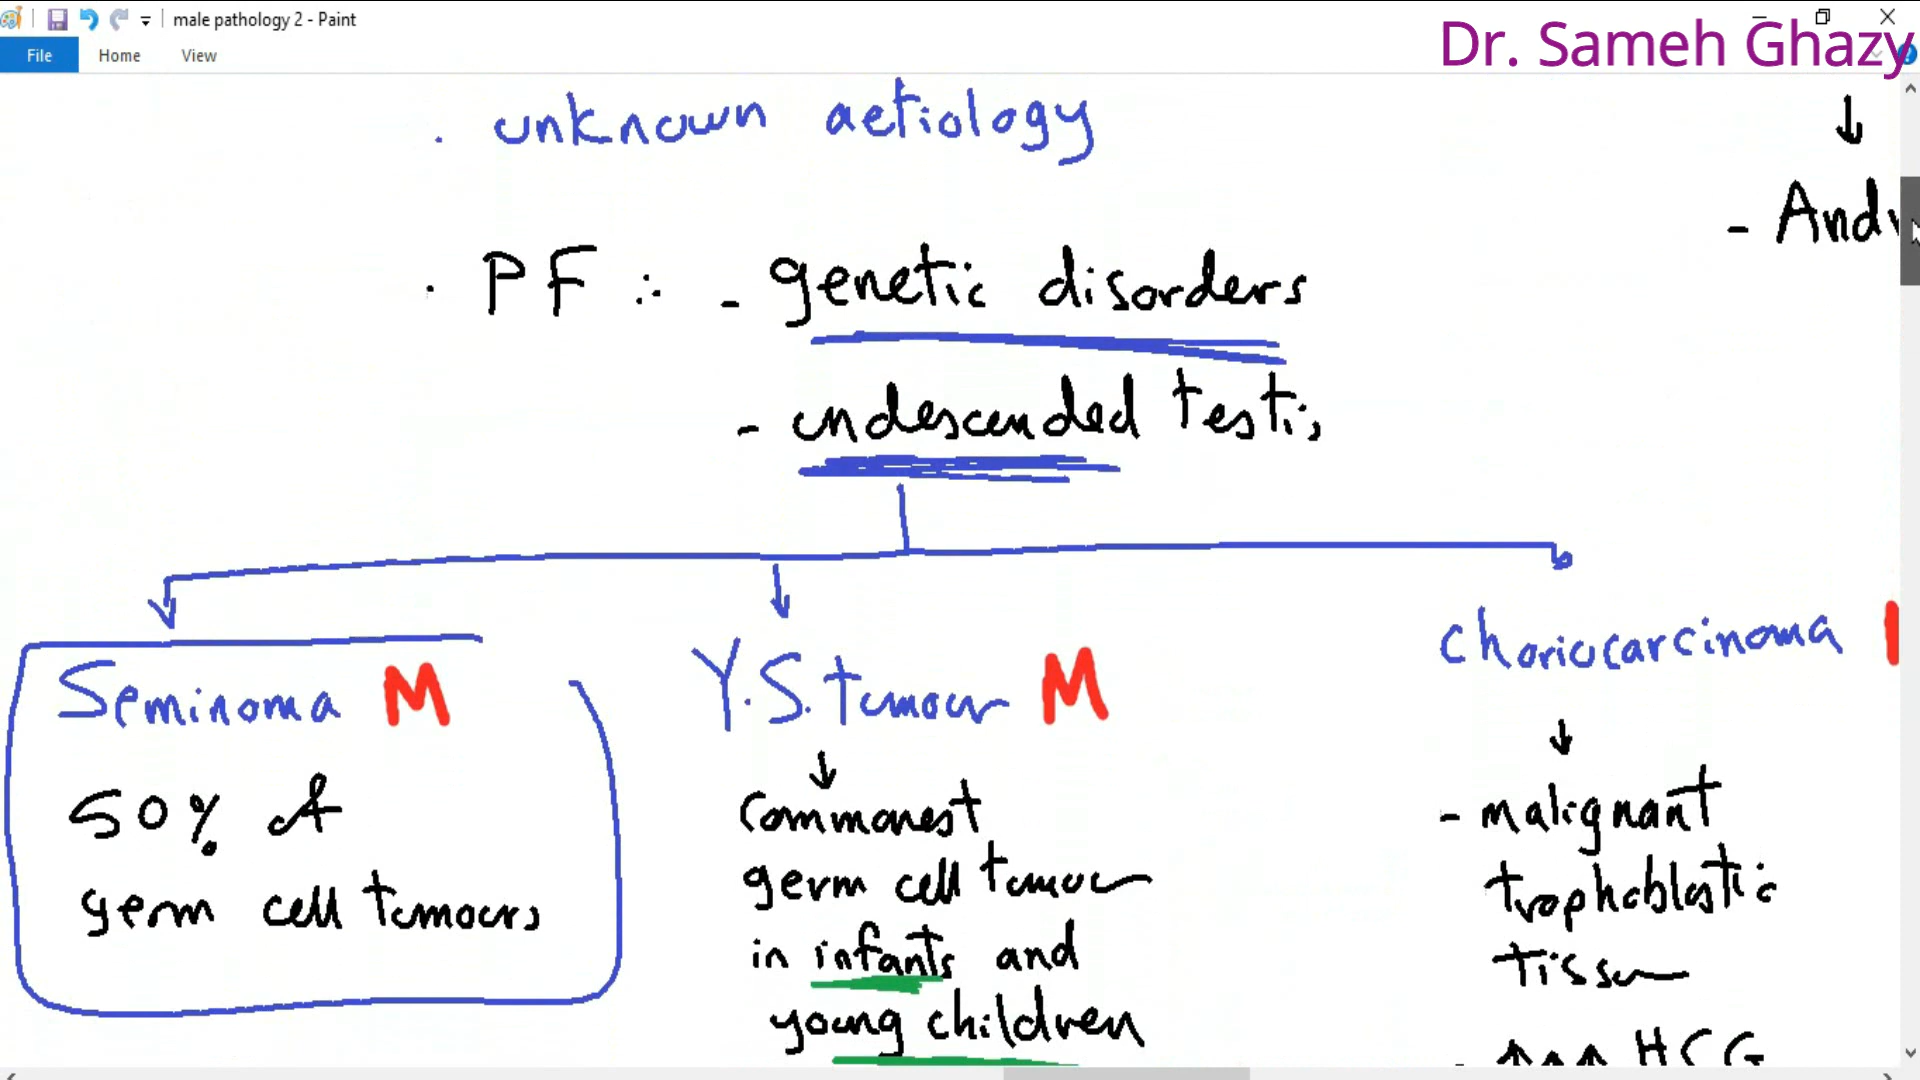 male pathology 2 - Paint
File Home View
Dr. Sameh Ghazy
. unknown aetiology
. PF : - genetic disorders
- undescended testis
- And
Seminoma M
50% of
germ cell tumours
Y.S. tumour M
commonest
germ cell tumour
in infants and
young children
choriocarcinoma
- malignant
trophoblastic
tissue
- ↑↑↑ HCG